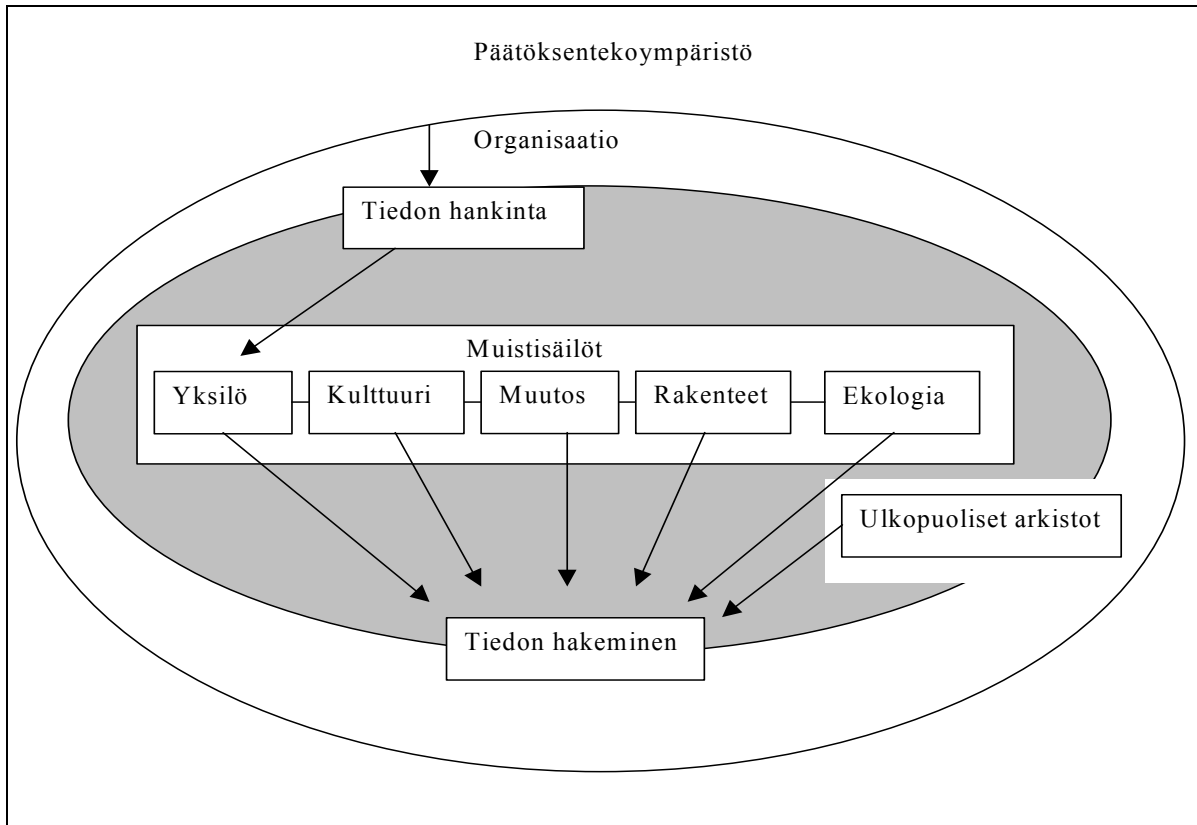 Päätöksentekoympäristö
Organisaatio
Tiedon hankinta
Muistisäilöt
Yksilö
Kulttuuri
Muutos
Rakenteet
Ekologia
Ulkopuoliset arkistot
Tiedon hakeminen